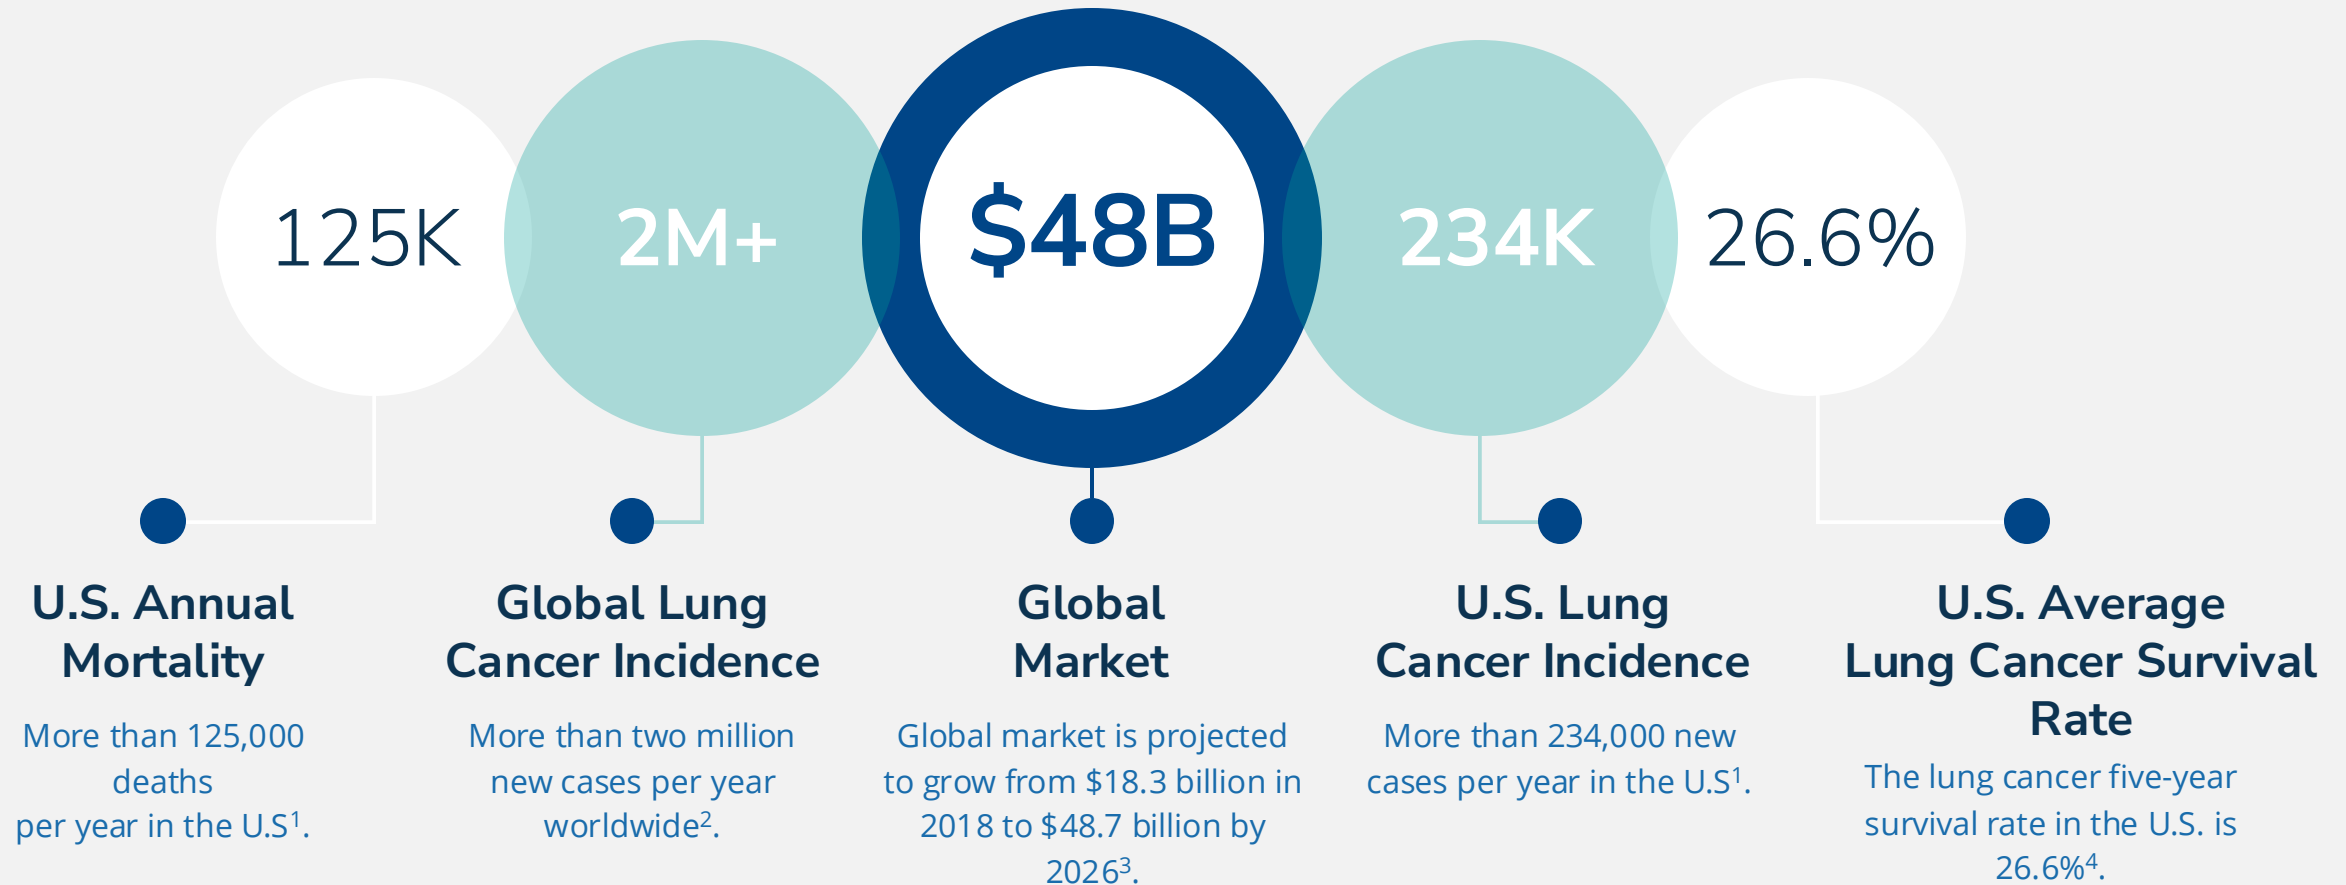 125K
2M+
$48B
234K
26.6%
U.S. Annual
Mortality
More than 125,000
deaths
per year in the U.S¹.
Global Lung
Cancer Incidence
More than two million
new cases per year
worldwide².
Global
Market
Global market is projected
to grow from $18.3 billion in
2018 to $48.7 billion by
2026³.
U.S. Lung
Cancer Incidence
More than 234,000 new
cases per year in the U.S¹.
U.S. Average
Lung Cancer Survival
Rate
The lung cancer five-year
survival rate in the U.S. is
26.6%⁴.